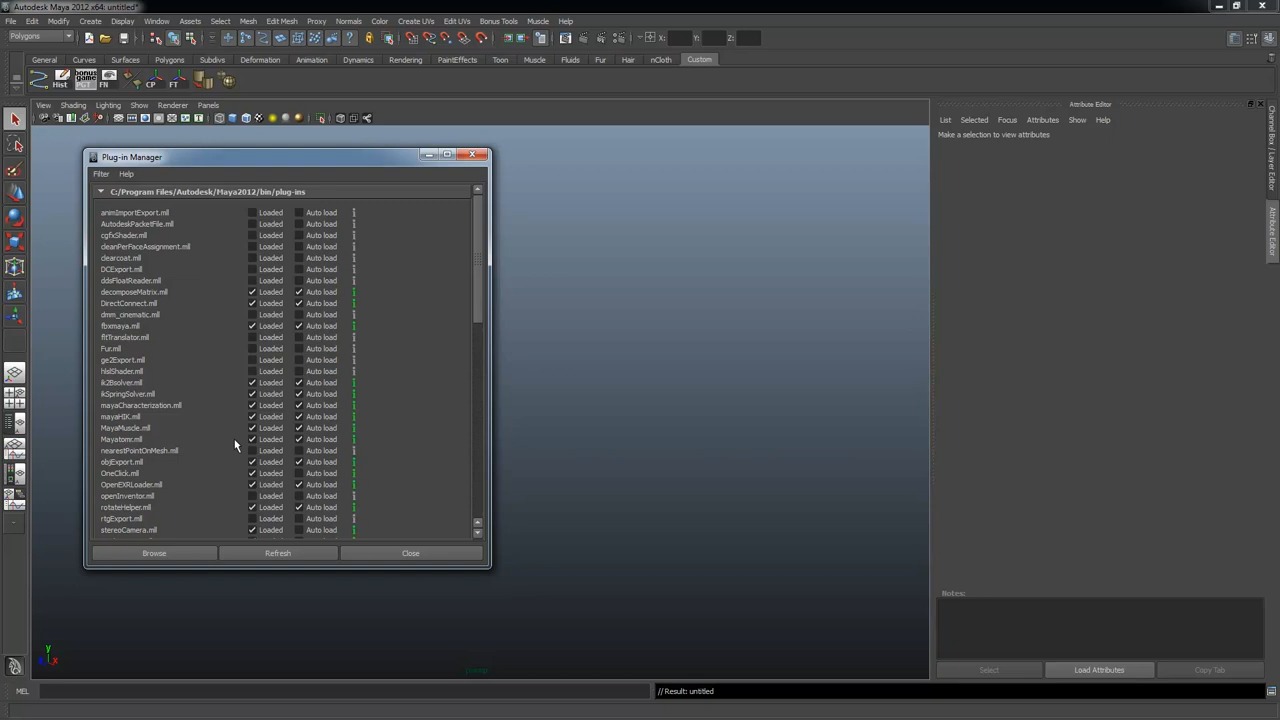 Autodesk Maya 2012 x64: untitled*
File Edit Modify Create Display Window Assets Select Mesh Edit Mesh Proxy Normals Color Create UVs Edit UVs Bonus Tools Muscle Help
Polygons X: Y: Z:
General Curves Surfaces Polygons Subdivs Deformation Animation Dynamics Rendering PaintEffects Toon Muscle Fluids Fur Hair nCloth Custom
Hist bonus game FN CP FT
View Shading Lighting Show Renderer Panels
Attribute Editor
List Selected Focus Attributes Show Help
Make a selection to view attributes
Channel Box / Layer Editor
Attribute Editor
Plug-in Manager
Filter Help
C:/Program Files/Autodesk/Maya2012/bin/plug-ins
animImportExport.mll Loaded Auto load i
AutodeskPacketFile.mll Loaded Auto load i
cgfxShader.mll Loaded Auto load i
cleanPerFaceAssignment.mll Loaded Auto load i
clearcoat.mll Loaded Auto load i
DCExport.mll Loaded Auto load i
ddsFloatReader.mll Loaded Auto load i
decomposeMatrix.mll Loaded Auto load i
DirectConnect.mll Loaded Auto load i
dmm_cinematic.mll Loaded Auto load i
fbxmaya.mll Loaded Auto load i
fltTranslator.mll Loaded Auto load i
Fur.mll Loaded Auto load i
ge2Export.mll Loaded Auto load i
hlslShader.mll Loaded Auto load i
ik2Bsolver.mll Loaded Auto load i
ikSpringSolver.mll Loaded Auto load i
mayaCharacterization.mll Loaded Auto load i
mayaHIK.mll Loaded Auto load i
MayaMuscle.mll Loaded Auto load i
Mayatomr.mll Loaded Auto load i
nearestPointOnMesh.mll Loaded Auto load i
objExport.mll Loaded Auto load i
OneClick.mll Loaded Auto load i
OpenEXRLoader.mll Loaded Auto load i
openInventor.mll Loaded Auto load i
rotateHelper.mll Loaded Auto load i
rtgExport.mll Loaded Auto load i
stereoCamera.mll Loaded Auto load i
Browse Refresh Close
Notes:
Select Load Attributes Copy Tab
y
x
MEL // Result: untitled